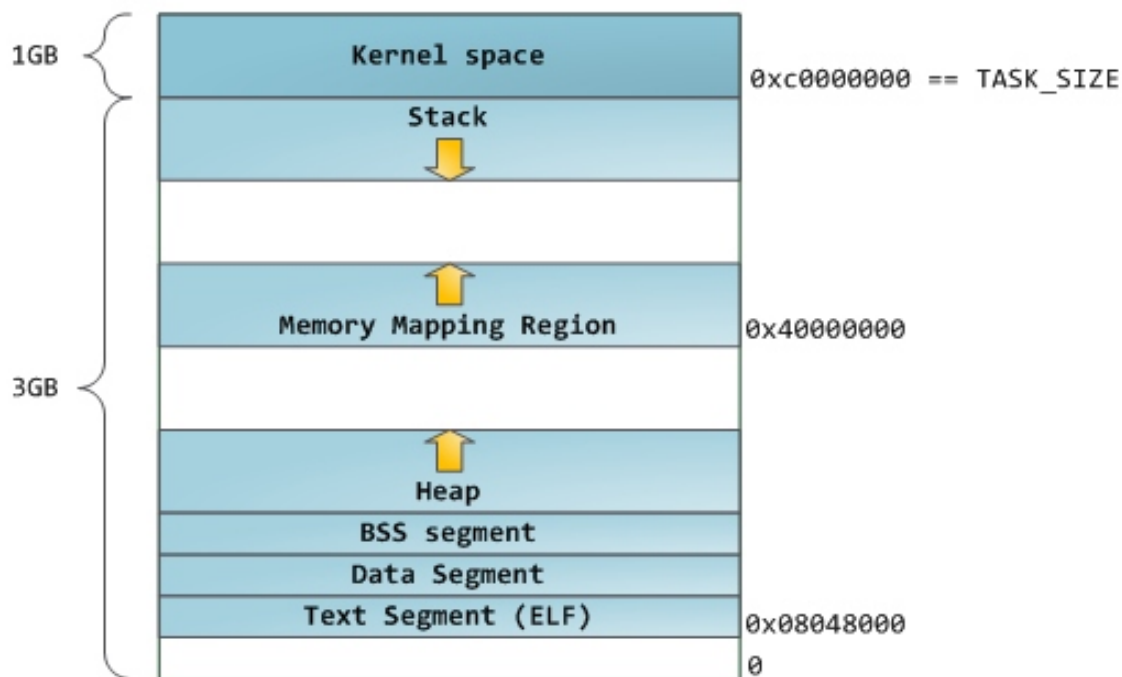 1GB
Kernel space
0xc0000000 == TASK_SIZE
Stack
Memory Mapping Region
0x40000000
3GB
Heap
BSS segment
Data Segment
Text Segment (ELF)
0x08048000
0